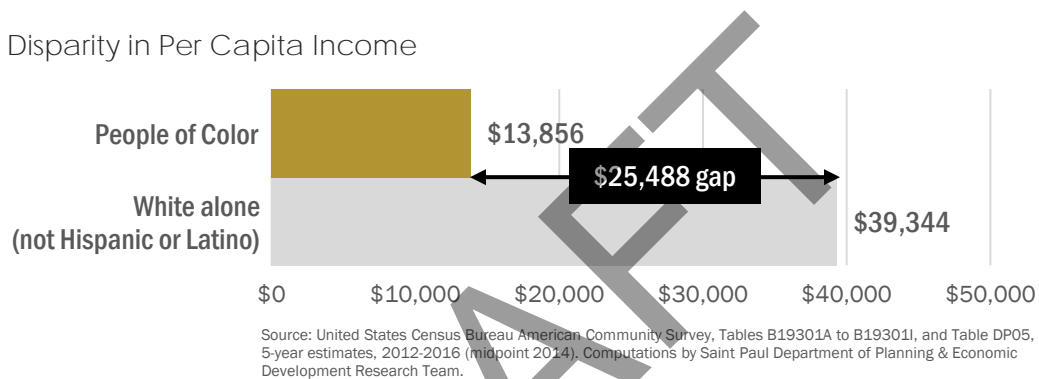 Disparity in Per Capita Income
People of Color
$13,856
$25,488 gap
White alone
(not Hispanic or Latino)
$39,344
$0
$10,000
$20,000
$30,000
$40,000
$50,000
Source: United States Census Bureau American Community Survey, Tables B19301A to B19301I, and Table DP05,
5-year estimates, 2012-2016 (midpoint 2014). Computations by Saint Paul Department of Planning & Economic
Development Research Team.
AFT